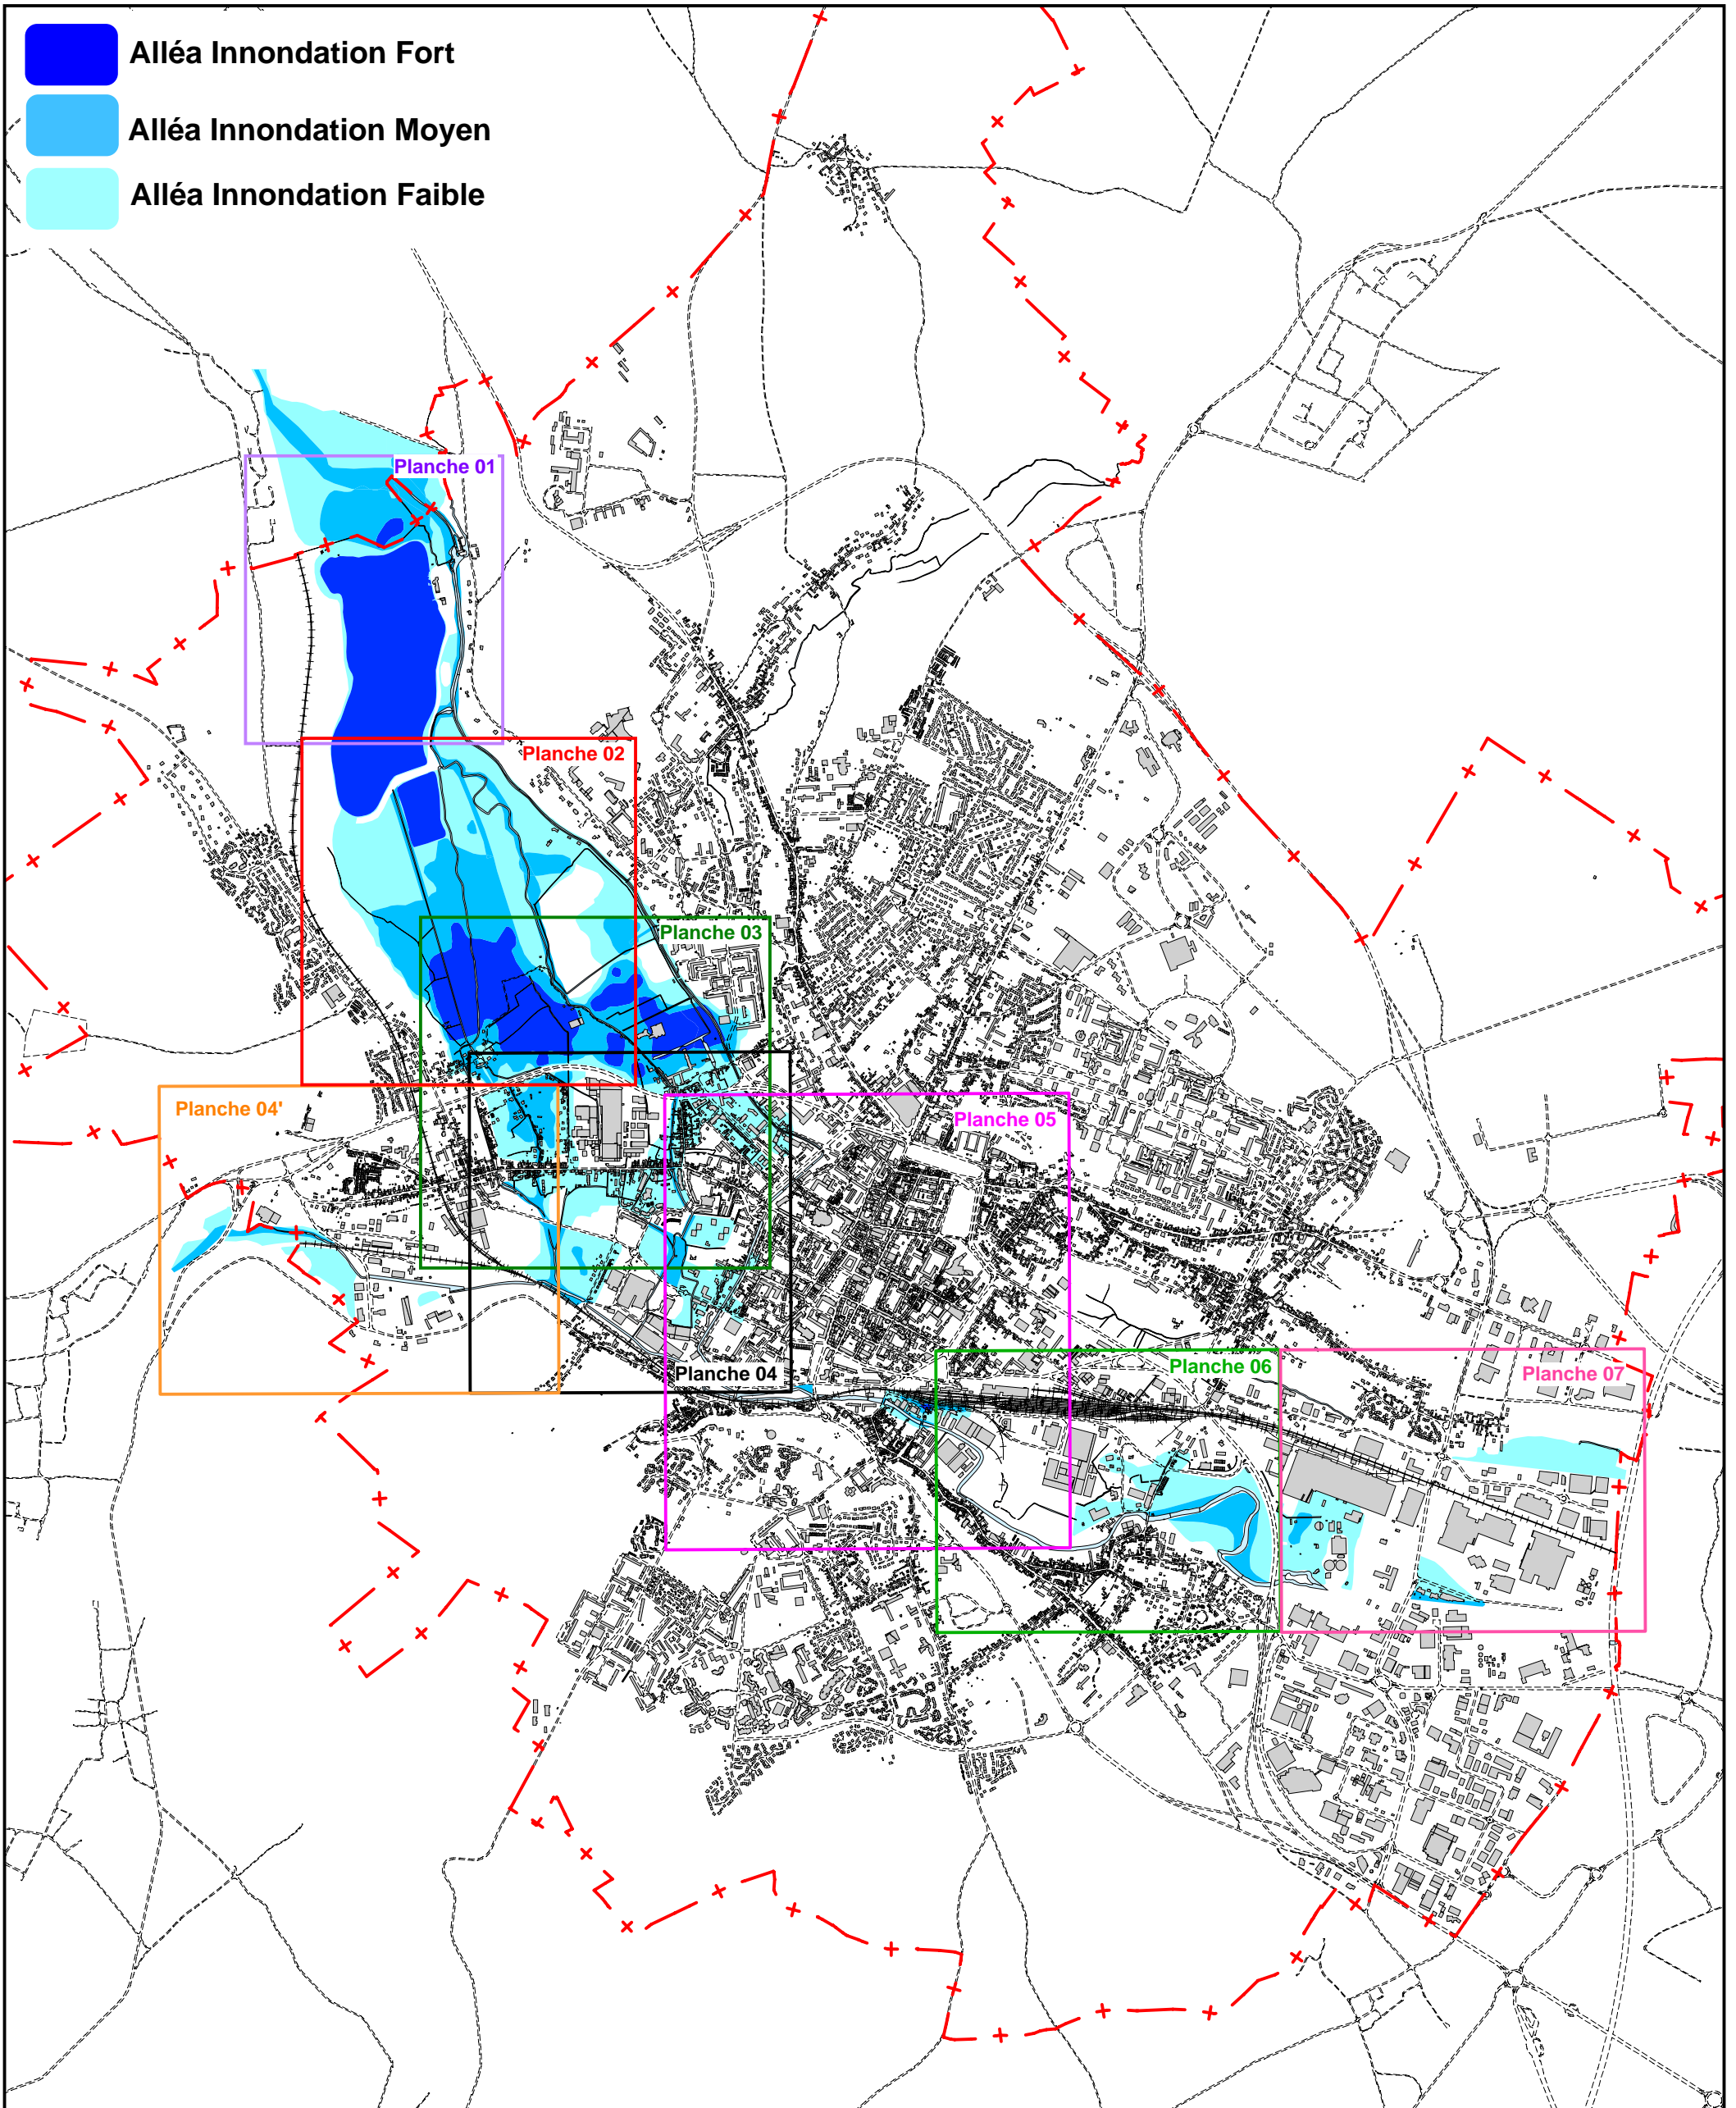 Alléa Innondation Fort
Alléa Innondation Moyen
Alléa Innondation Faible
Planche 01
Planche 02
Planche 03
Planche 04'
Planche 05
Planche 04
Planche 06
Planche 07